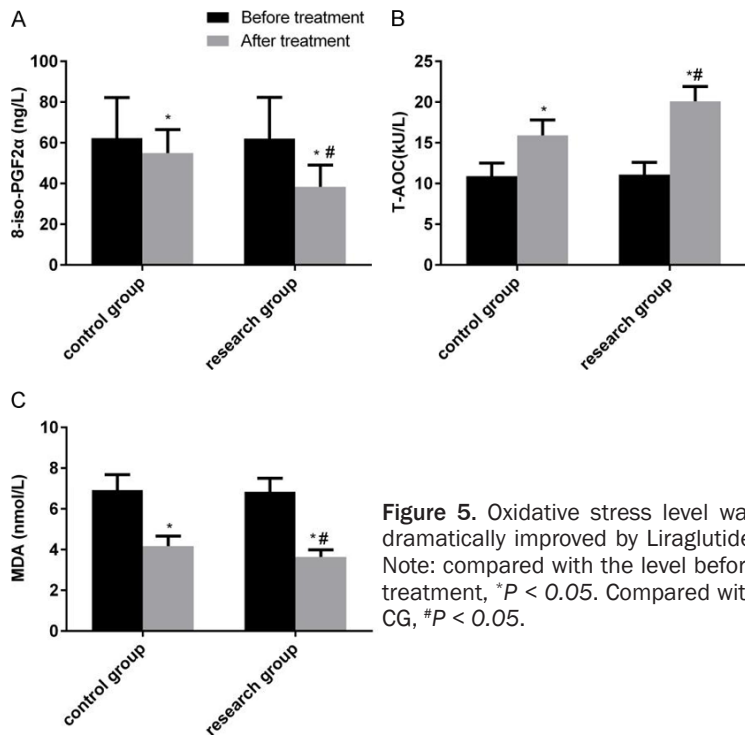 A
Before treatment
After treatment
8-iso-PGF2α (ng/L)
100
80
60
40
20
0
*
* #
control group
research group
B
T-AOC(kU/L)
25
20
15
10
5
0
*
*#
control group
research group
C
MDA (nmol/L)
10
8
6
4
2
0
*
*#
control group
research group
Figure 5. Oxidative stress level wa
dramatically improved by Liraglutide
Note: compared with the level befor
treatment, *P < 0.05. Compared wit
CG, #P < 0.05.